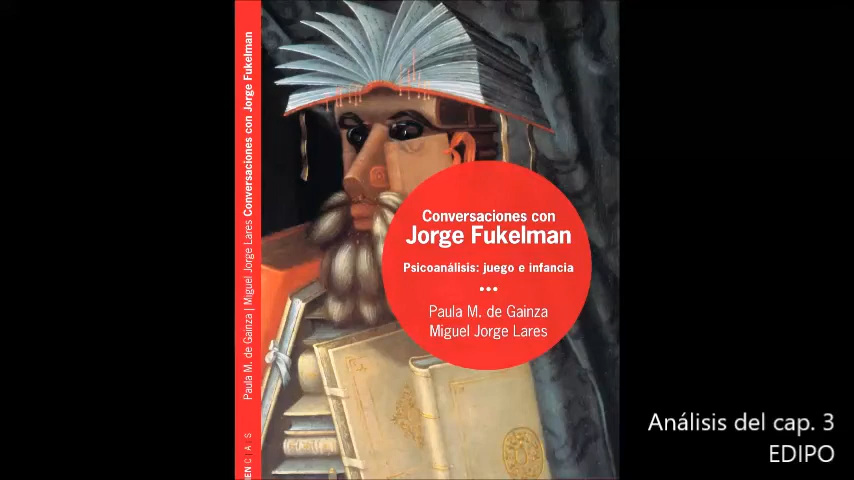 Paula M. de Gainza | Miguel Jorge Lares Conversaciones con Jorge Fukelman
Conversaciones con
Jorge Fukelman
Psicoanálisis: juego e infancia
•••
Paula M. de Gainza
Miguel Jorge Lares
Análisis del cap. 3
EDIPO